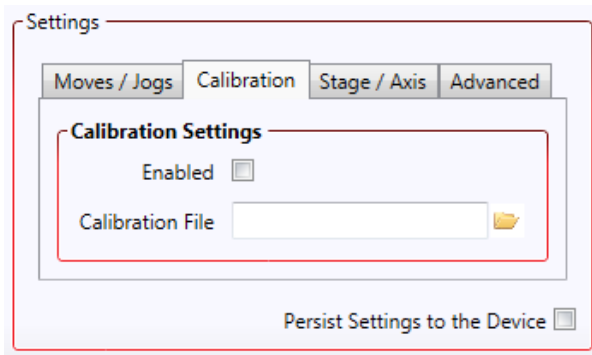 Settings
Moves / Jogs Calibration Stage / Axis Advanced
Calibration Settings
Enabled
Calibration File
Persist Settings to the Device